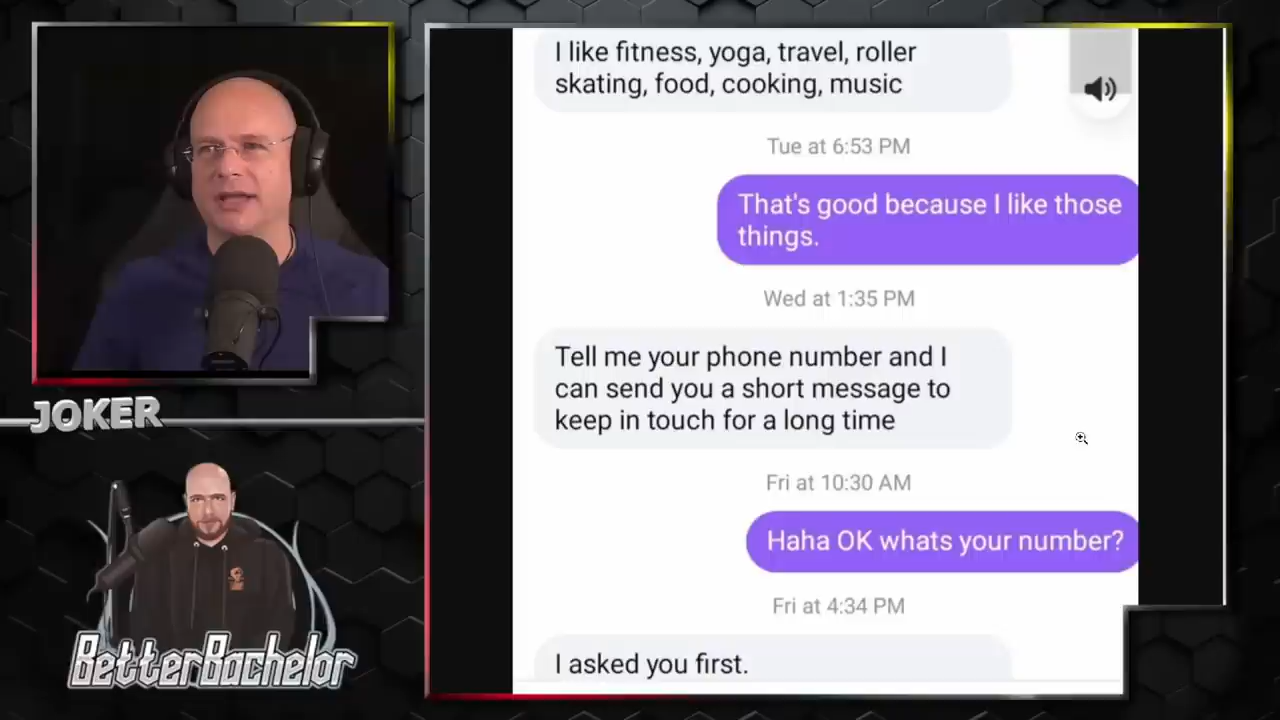 I like fitness, yoga, travel, roller
skating, food, cooking, music
Tue at 6:53 PM
That's good because I like those
things.
Wed at 1:35 PM
Tell me your phone number and I
can send you a short message to
keep in touch for a long time
Fri at 10:30 AM
Haha OK whats your number?
Fri at 4:34 PM
I asked you first.
JOKER
BetterBachelor